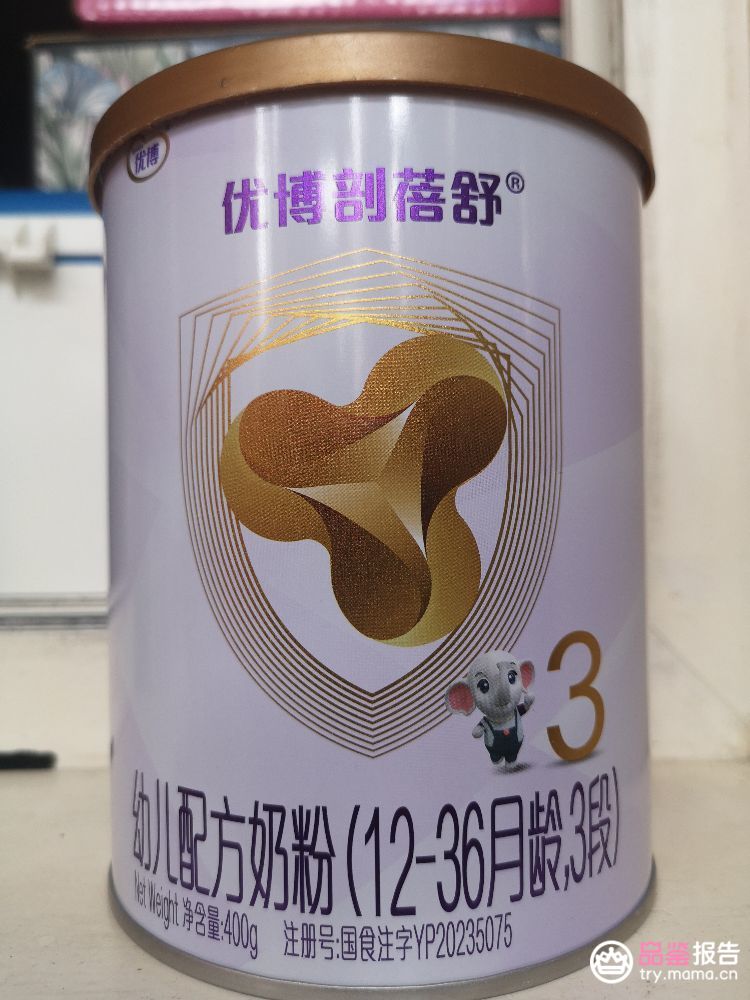 优博
优博剖蓓舒®
3
幼儿配方奶粉(12-36月龄,3段)
Net Weight 净含量:400g 注册号:国食注字YP20235075
品鉴报告
try.mama.cn